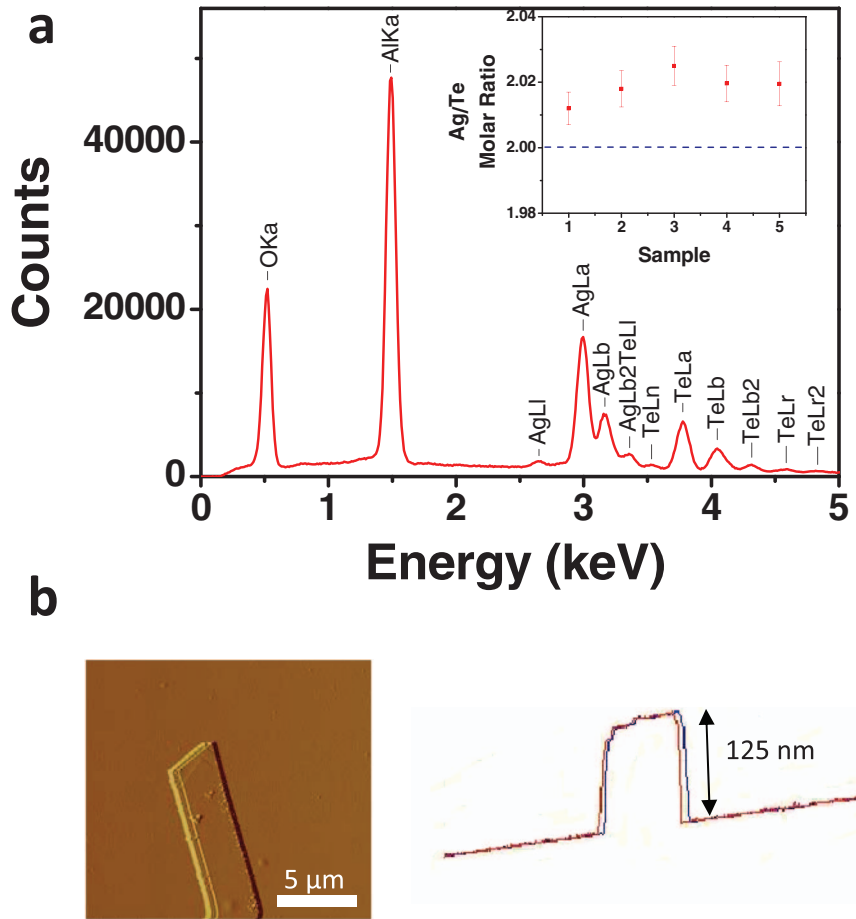 a
Counts
40000
20000
0
OKa
AlKa
AgLl
AgLa
AgLb
AgLb2TeLl
TeLn
TeLa
TeLb
TeLb2
TeLr
TeLr2
0 1 2 3 4 5
Energy (keV)
Ag/Te
Molar Ratio
2.04
2.02
2.00
1.98
1 2 3 4 5
Sample
b
5 µm
125 nm